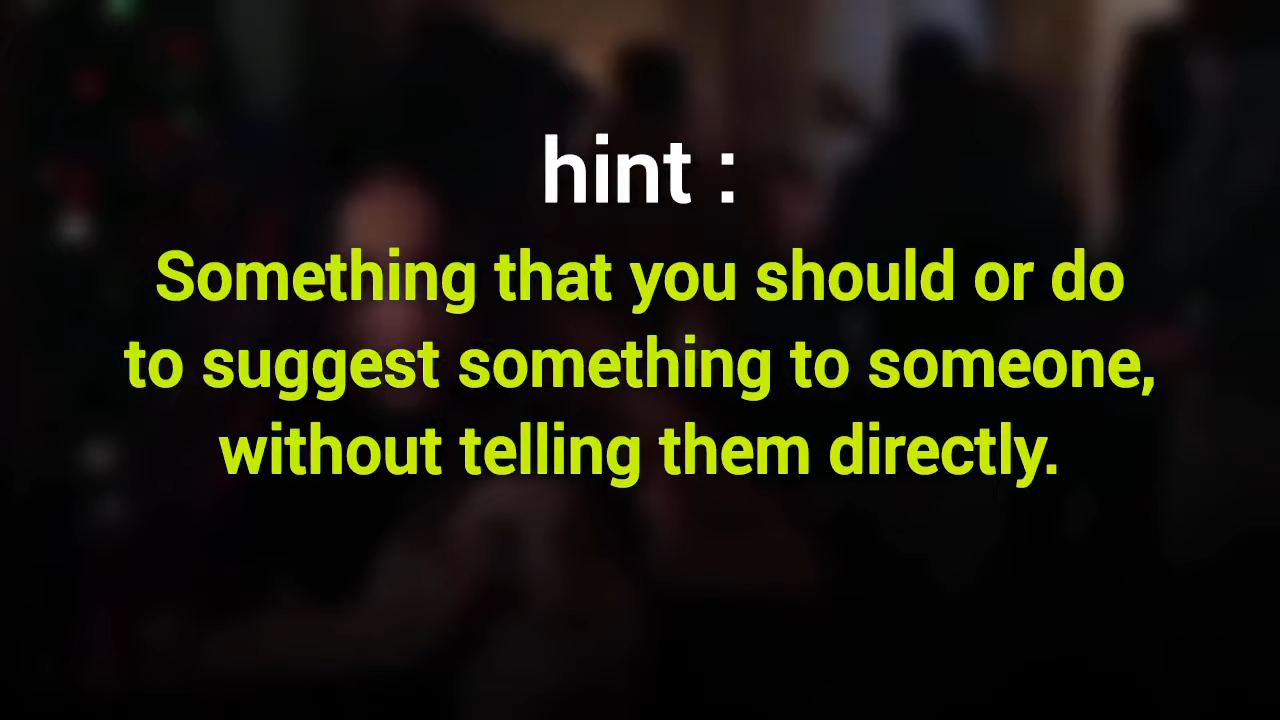 hint :
Something that you should or do
to suggest something to someone,
without telling them directly.